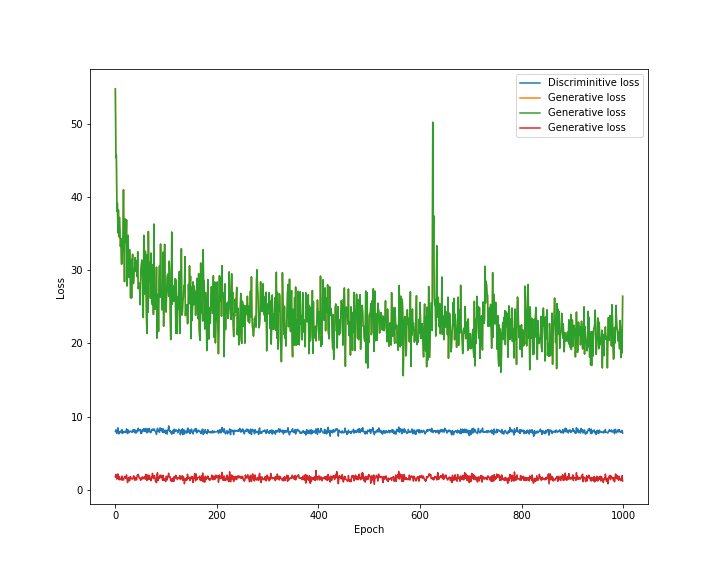 Discriminitive loss
Generative loss
Generative loss
Generative loss
50
40
30
20
10
0
Loss
0 200 400 600 800 1000
Epoch